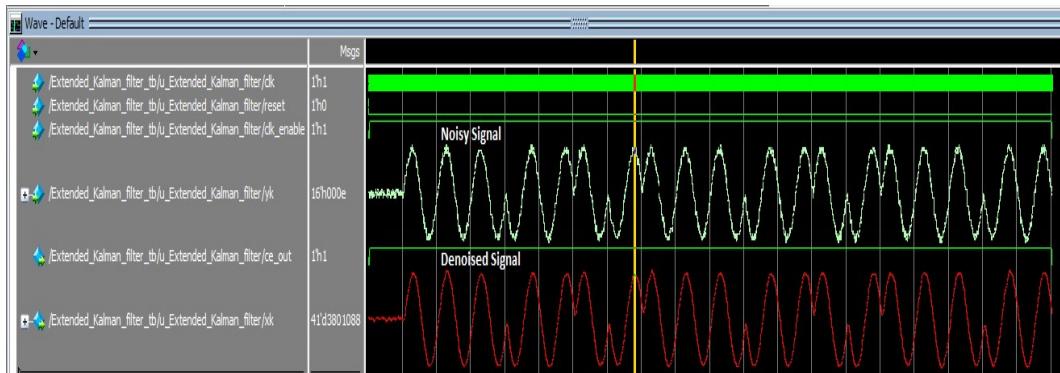 Wave - Default
Msgs
/Extended_Kalman_filter_tb/u_Extended_Kalman_filter/clk 1'h1
/Extended_Kalman_filter_tb/u_Extended_Kalman_filter/reset 1'h0
/Extended_Kalman_filter_tb/u_Extended_Kalman_filter/clk_enable 1'h1
Noisy Signal
/Extended_Kalman_filter_tb/u_Extended_Kalman_filter/yk 16'h000e
/Extended_Kalman_filter_tb/u_Extended_Kalman_filter/ce_out 1'h1
Denoised Signal
/Extended_Kalman_filter_tb/u_Extended_Kalman_filter/xk 41'd3801088